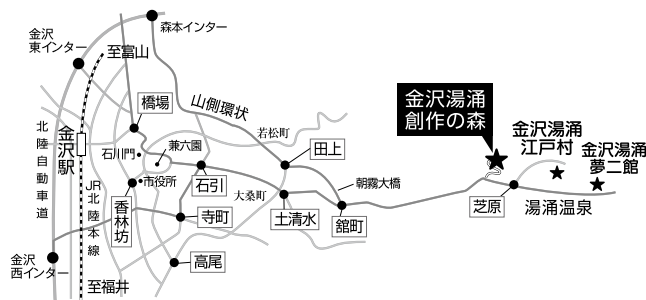 森本インター
金沢
東インター
至富山
橋場
山側環状
金沢湯涌
創作の森
北陸自動車道
金沢駅
石川門
兼六園
若松町
田上
金沢湯涌
江戸村
金沢湯涌
夢二館
JR北陸本線
市役所
石引
大桑町
朝霧大橋
香林坊
寺町
土清水
舘町
芝原
湯涌温泉
金沢
西インター
高尾
至福井